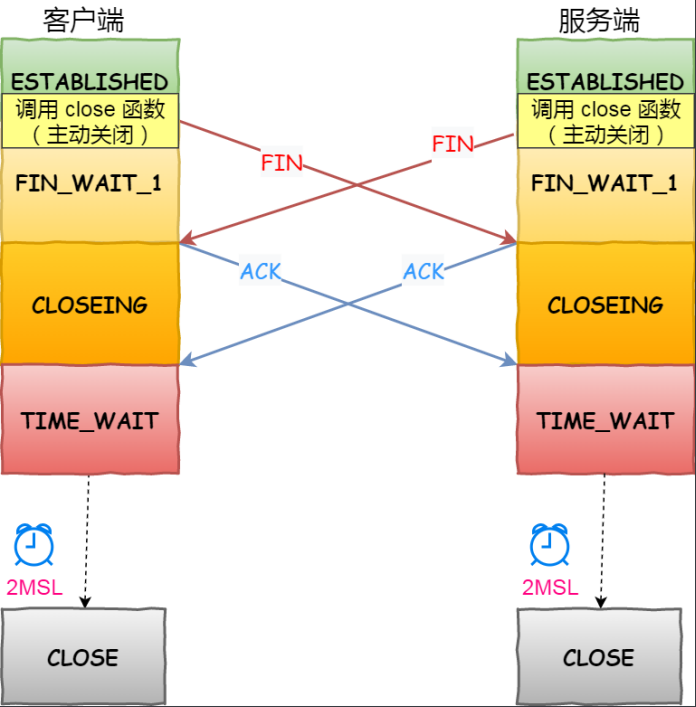 客户端
服务端
ESTABLISHED
ESTABLISHED
调用 close 函数
（主动关闭）
调用 close 函数
（主动关闭）
FIN
FIN
FIN_WAIT_1
FIN_WAIT_1
ACK
ACK
CLOSEING
CLOSEING
TIME_WAIT
TIME_WAIT
2MSL
2MSL
CLOSE
CLOSE